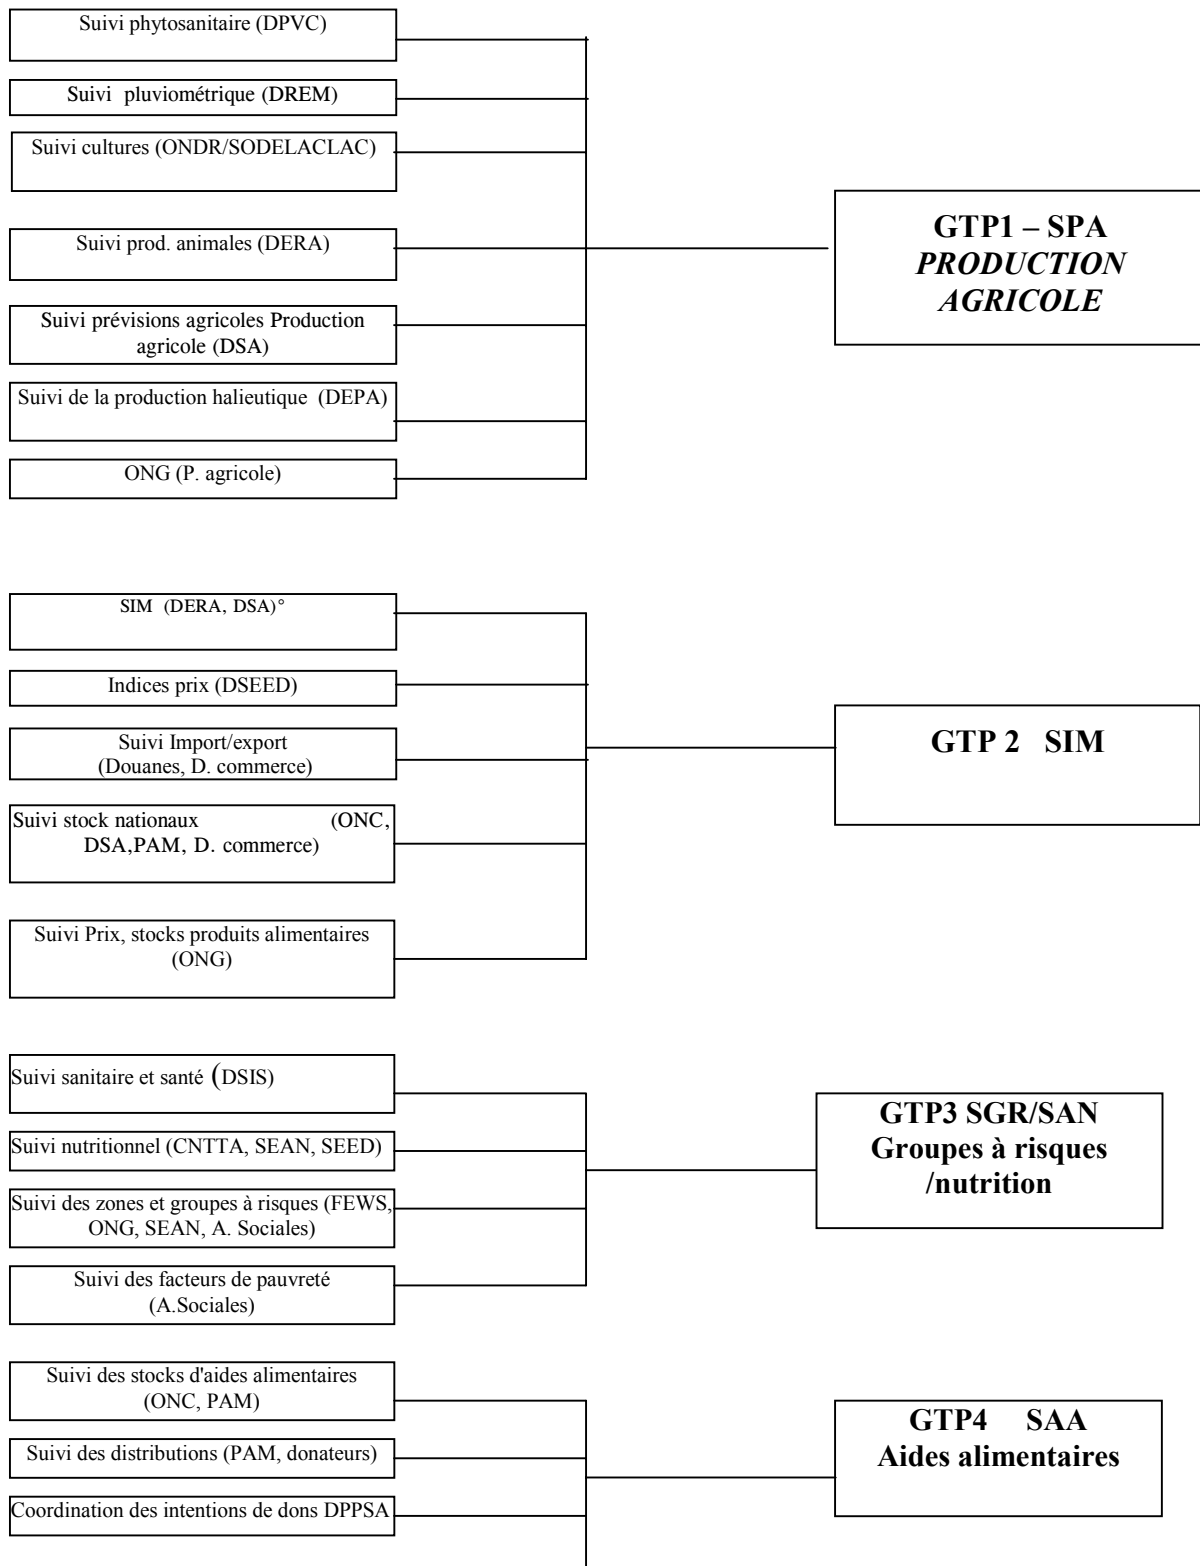 Suivi phytosanitaire (DPVC)
Suivi pluviométrique (DREM)
Suivi cultures (ONDR/SODELACLAC)
Suivi prod. animales (DERA)
Suivi prévisions agricoles Production
agricole (DSA)
Suivi de la production halieutique (DEPA)
ONG (P. agricole)
GTP1 – SPA
PRODUCTION
AGRICOLE
SIM (DERA, DSA)°
Indices prix (DSEED)
Suivi Import/export
(Douanes, D. commerce)
Suivi stock nationaux (ONC,
DSA,PAM, D. commerce)
Suivi Prix, stocks produits alimentaires
(ONG)
GTP 2 SIM
Suivi sanitaire et santé (DSIS)
Suivi nutritionnel (CNTTA, SEAN, SEED)
Suivi des zones et groupes à risques (FEWS,
ONG, SEAN, A. Sociales)
Suivi des facteurs de pauvreté
(A.Sociales)
GTP3 SGR/SAN
Groupes à risques
/nutrition
Suivi des stocks d'aides alimentaires
(ONC, PAM)
Suivi des distributions (PAM, donateurs)
Coordination des intentions de dons DPPSA
GTP4 SAA
Aides alimentaires